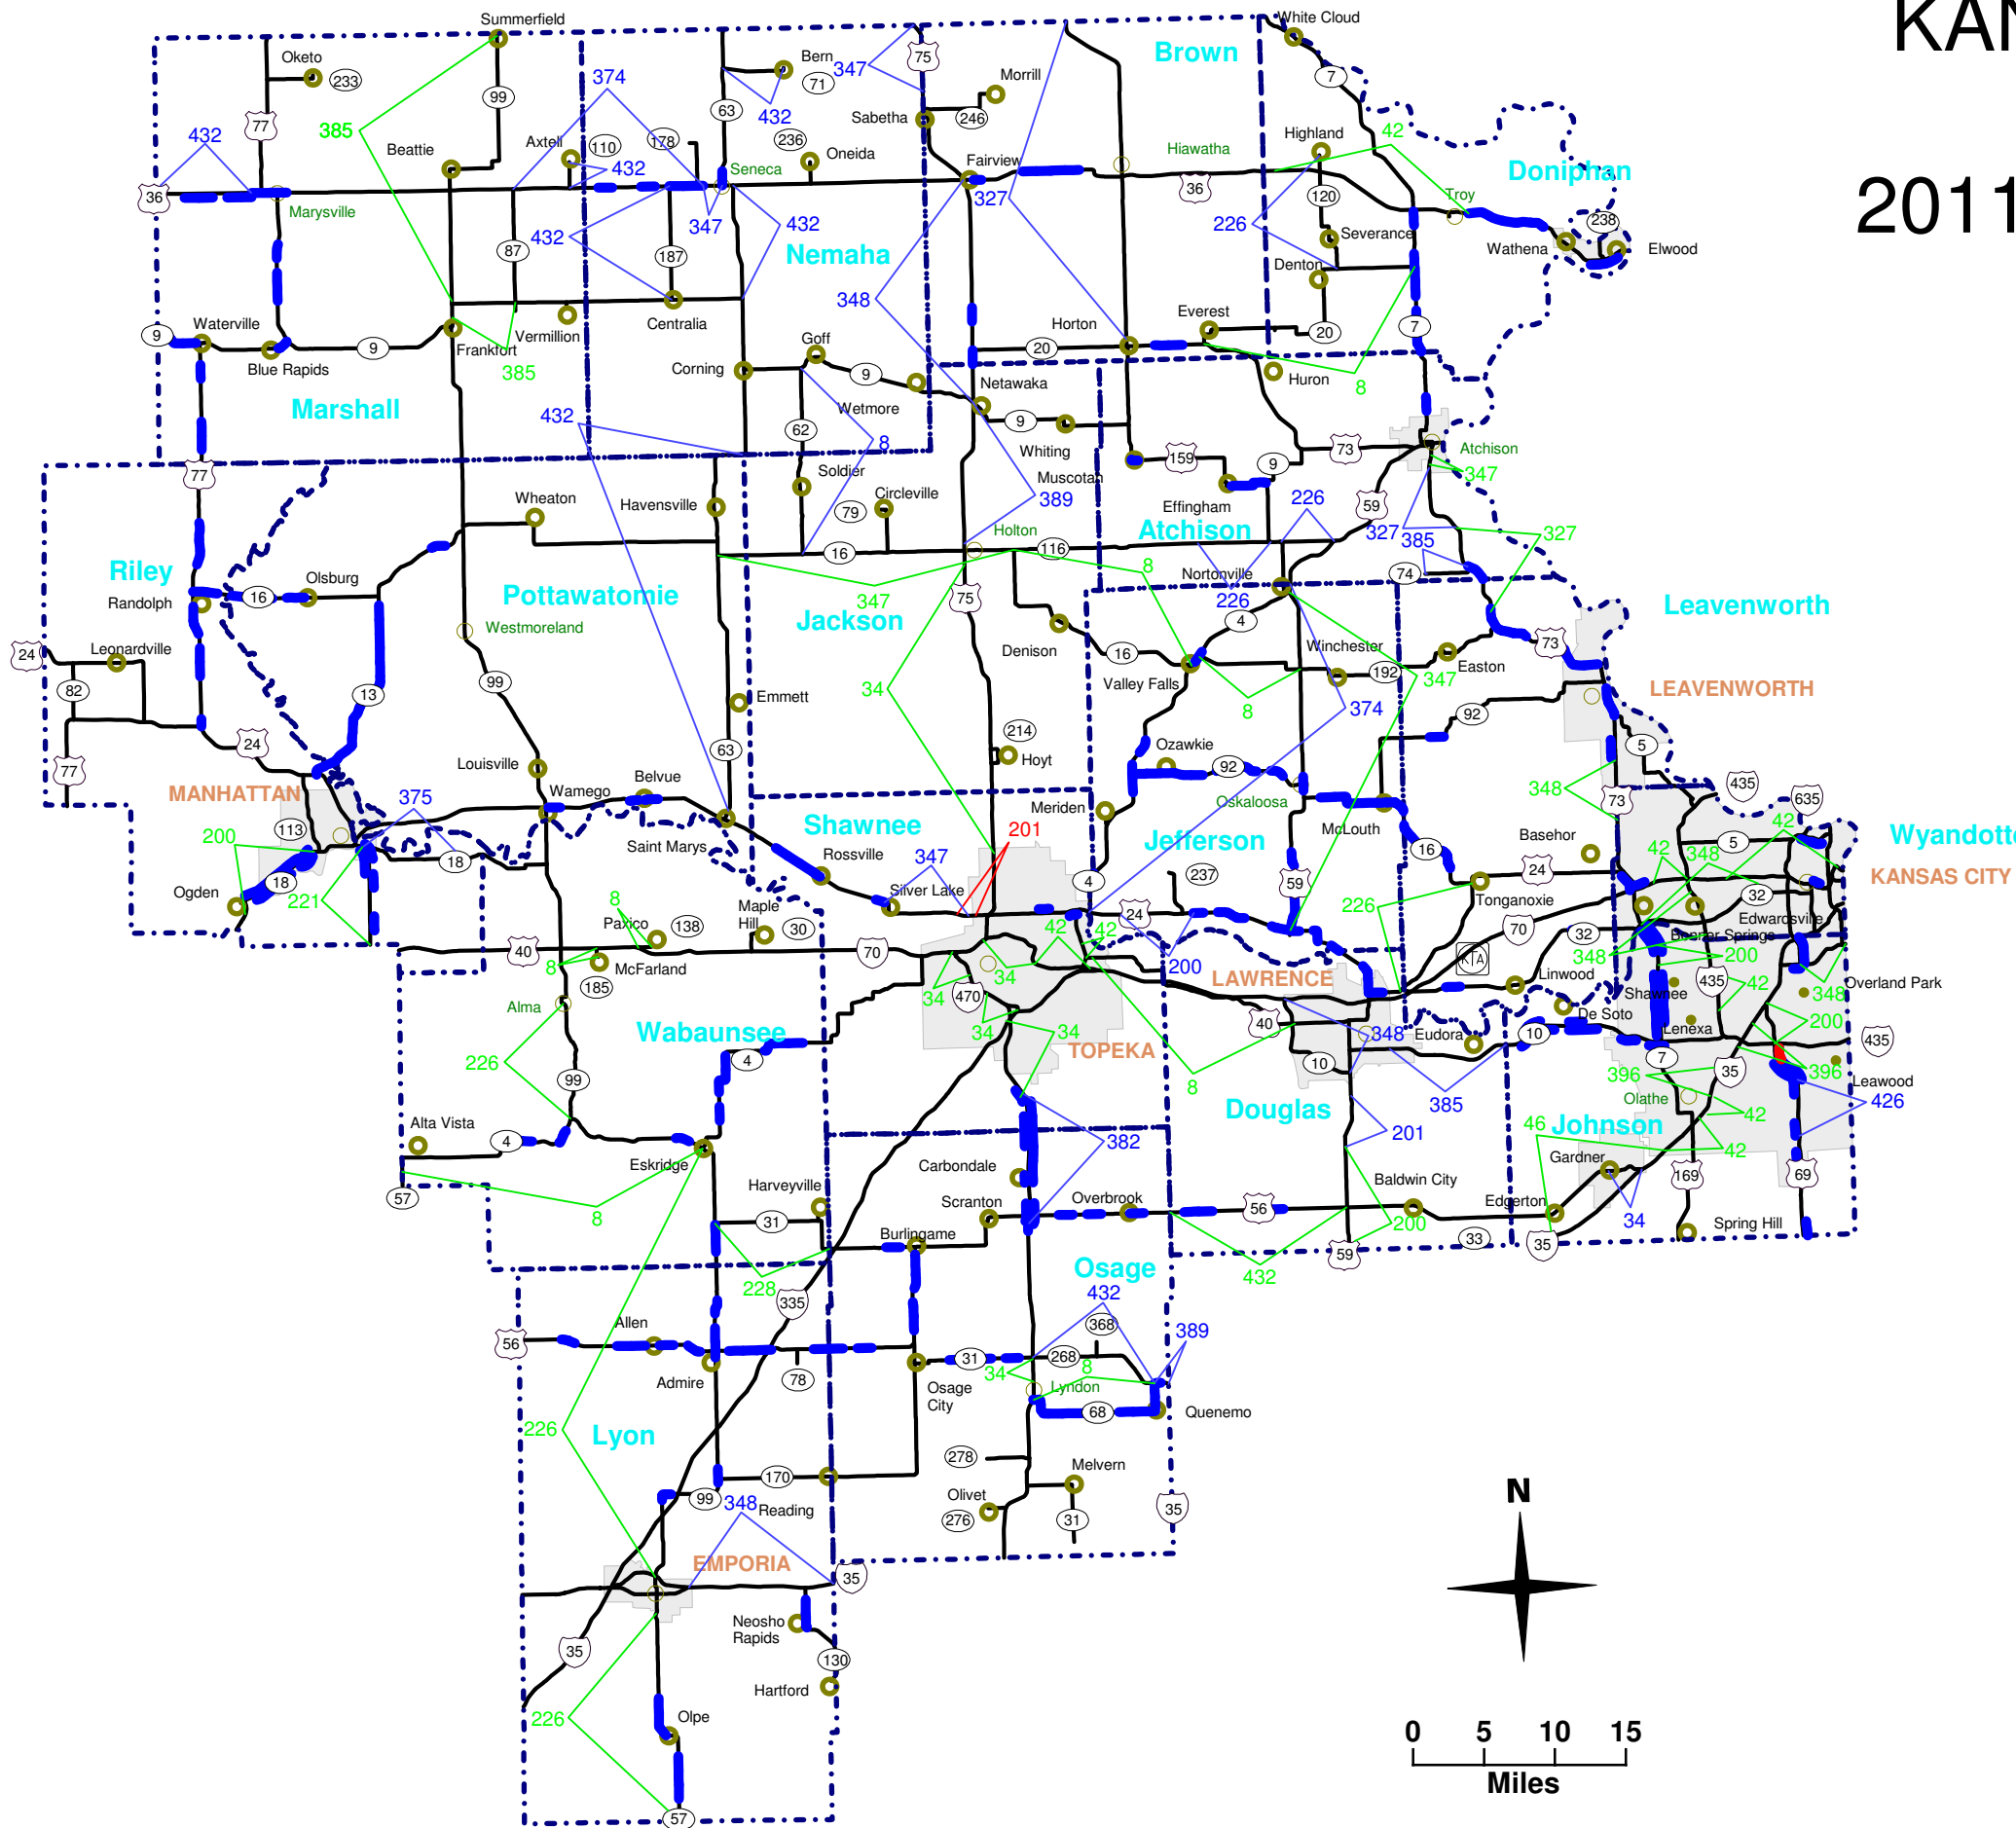 KAN
2011
Summerfield
White Cloud
Oketo
233
77
99
385
Beattie
432
374
Axtell
110
178
63
Bern
71
347
75
Brown
Morrill
246
Sabetha
432
236
Oneida
Seneca
Fairview
Hiawatha
Highland
42
7
Doniphan
Troy
238
Wathena
Elwood
36
Marysville
432
347
432
432
327
36
120
226
Severance
Denton
87
187
Nemaha
348
9
Waterville
Blue Rapids
9
Frankfort
Vermillion
385
Centralia
Corning
Goff
9
Wetmore
Netawaka
20
Horton
Everest
20
7
8
Huron
Marshall
432
62
8
9
Whiting
Muscotah
159
9
73
Atchison
347
77
Wheaton
Havensville
Soldier
79
Circleville
389
Effingham
226
59
327
385
327
Riley
Randolph
16
Olsburg
Pottawatomie
Westmoreland
16
Holton
116
Atchison
8
Nortonville
226
74
347
75
Jackson
4
Leavenworth
24
Leonardville
82
99
13
Denison
16
Valley Falls
Winchester
192
Easton
73
LEAVENWORTH
34
Emmett
8
347
374
92
5
24
77
Louisville
63
214
Hoyt
Ozawkie
92
435
635
MANHATTAN
375
Wamego
Belvue
Meriden
Oskaloosa
McLouth
348
73
Basehor
42
Wyandotte
113
200
Shawnee
201
Jefferson
16
42
348
5
KANSAS CITY
18
Saint Marys
Rossville
347
Silver Lake
4
237
59
24
Tonganoxie
32
Ogden
18
221
8
Paxico
138
Maple
Hill
30
24
226
70
32
Edwardsville
Bonner Springs
40
8
McFarland
185
70
42
42
200
LAWRENCE
KTA
348
200
34
34
470
Linwood
435
42
348
Overland Park
Alma
Wabaunsee
34
34
TOPEKA
40
348
Eudora
De Soto
Shawnee
Lenexa
200
435
226
99
4
10
10
7
35
396
396
Leawood
8
385
Olathe
42
426
Alta Vista
4
Eskridge
382
Douglas
201
46
Johnson
42
57
8
Harveyville
31
Carbondale
Scranton
Overbrook
56
Baldwin City
Gardner
Edgerton
34
169
69
Burlingame
200
33
35
Spring Hill
228
Osage
432
59
335
432
368
389
56
Allen
Admire
78
31
268
34
8
Lyndon
Osage
City
68
Quenemo
226
Lyon
278
Melvern
170
99
348
Reading
Olivet
276
31
35
N
EMPORIA
35
35
Neosho
Rapids
130
Hartford
226
Olpe
57
0 5 10 15
Miles